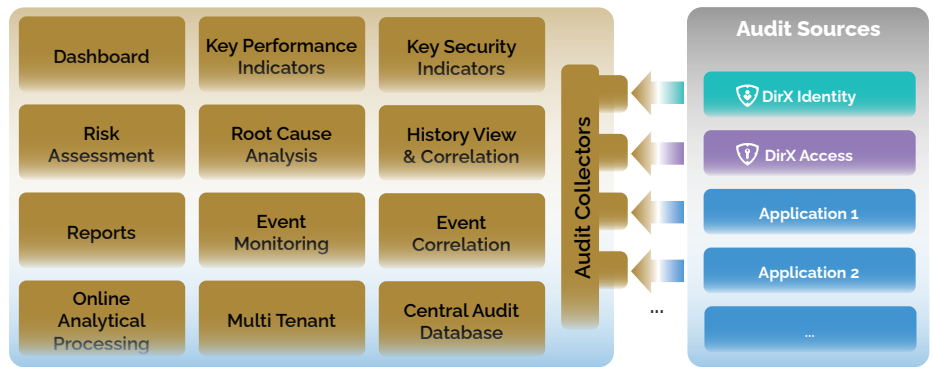 Dashboard
Key Performance
Indicators
Key Security
Indicators
Risk
Assessment
Root Cause
Analysis
History View
& Correlation
Reports
Event
Monitoring
Event
Correlation
Online
Analytical
Processing
Multi Tenant
Central Audit
Database
Audit Collectors
...
Audit Sources
DirX Identity
DirX Access
Application 1
Application 2
...